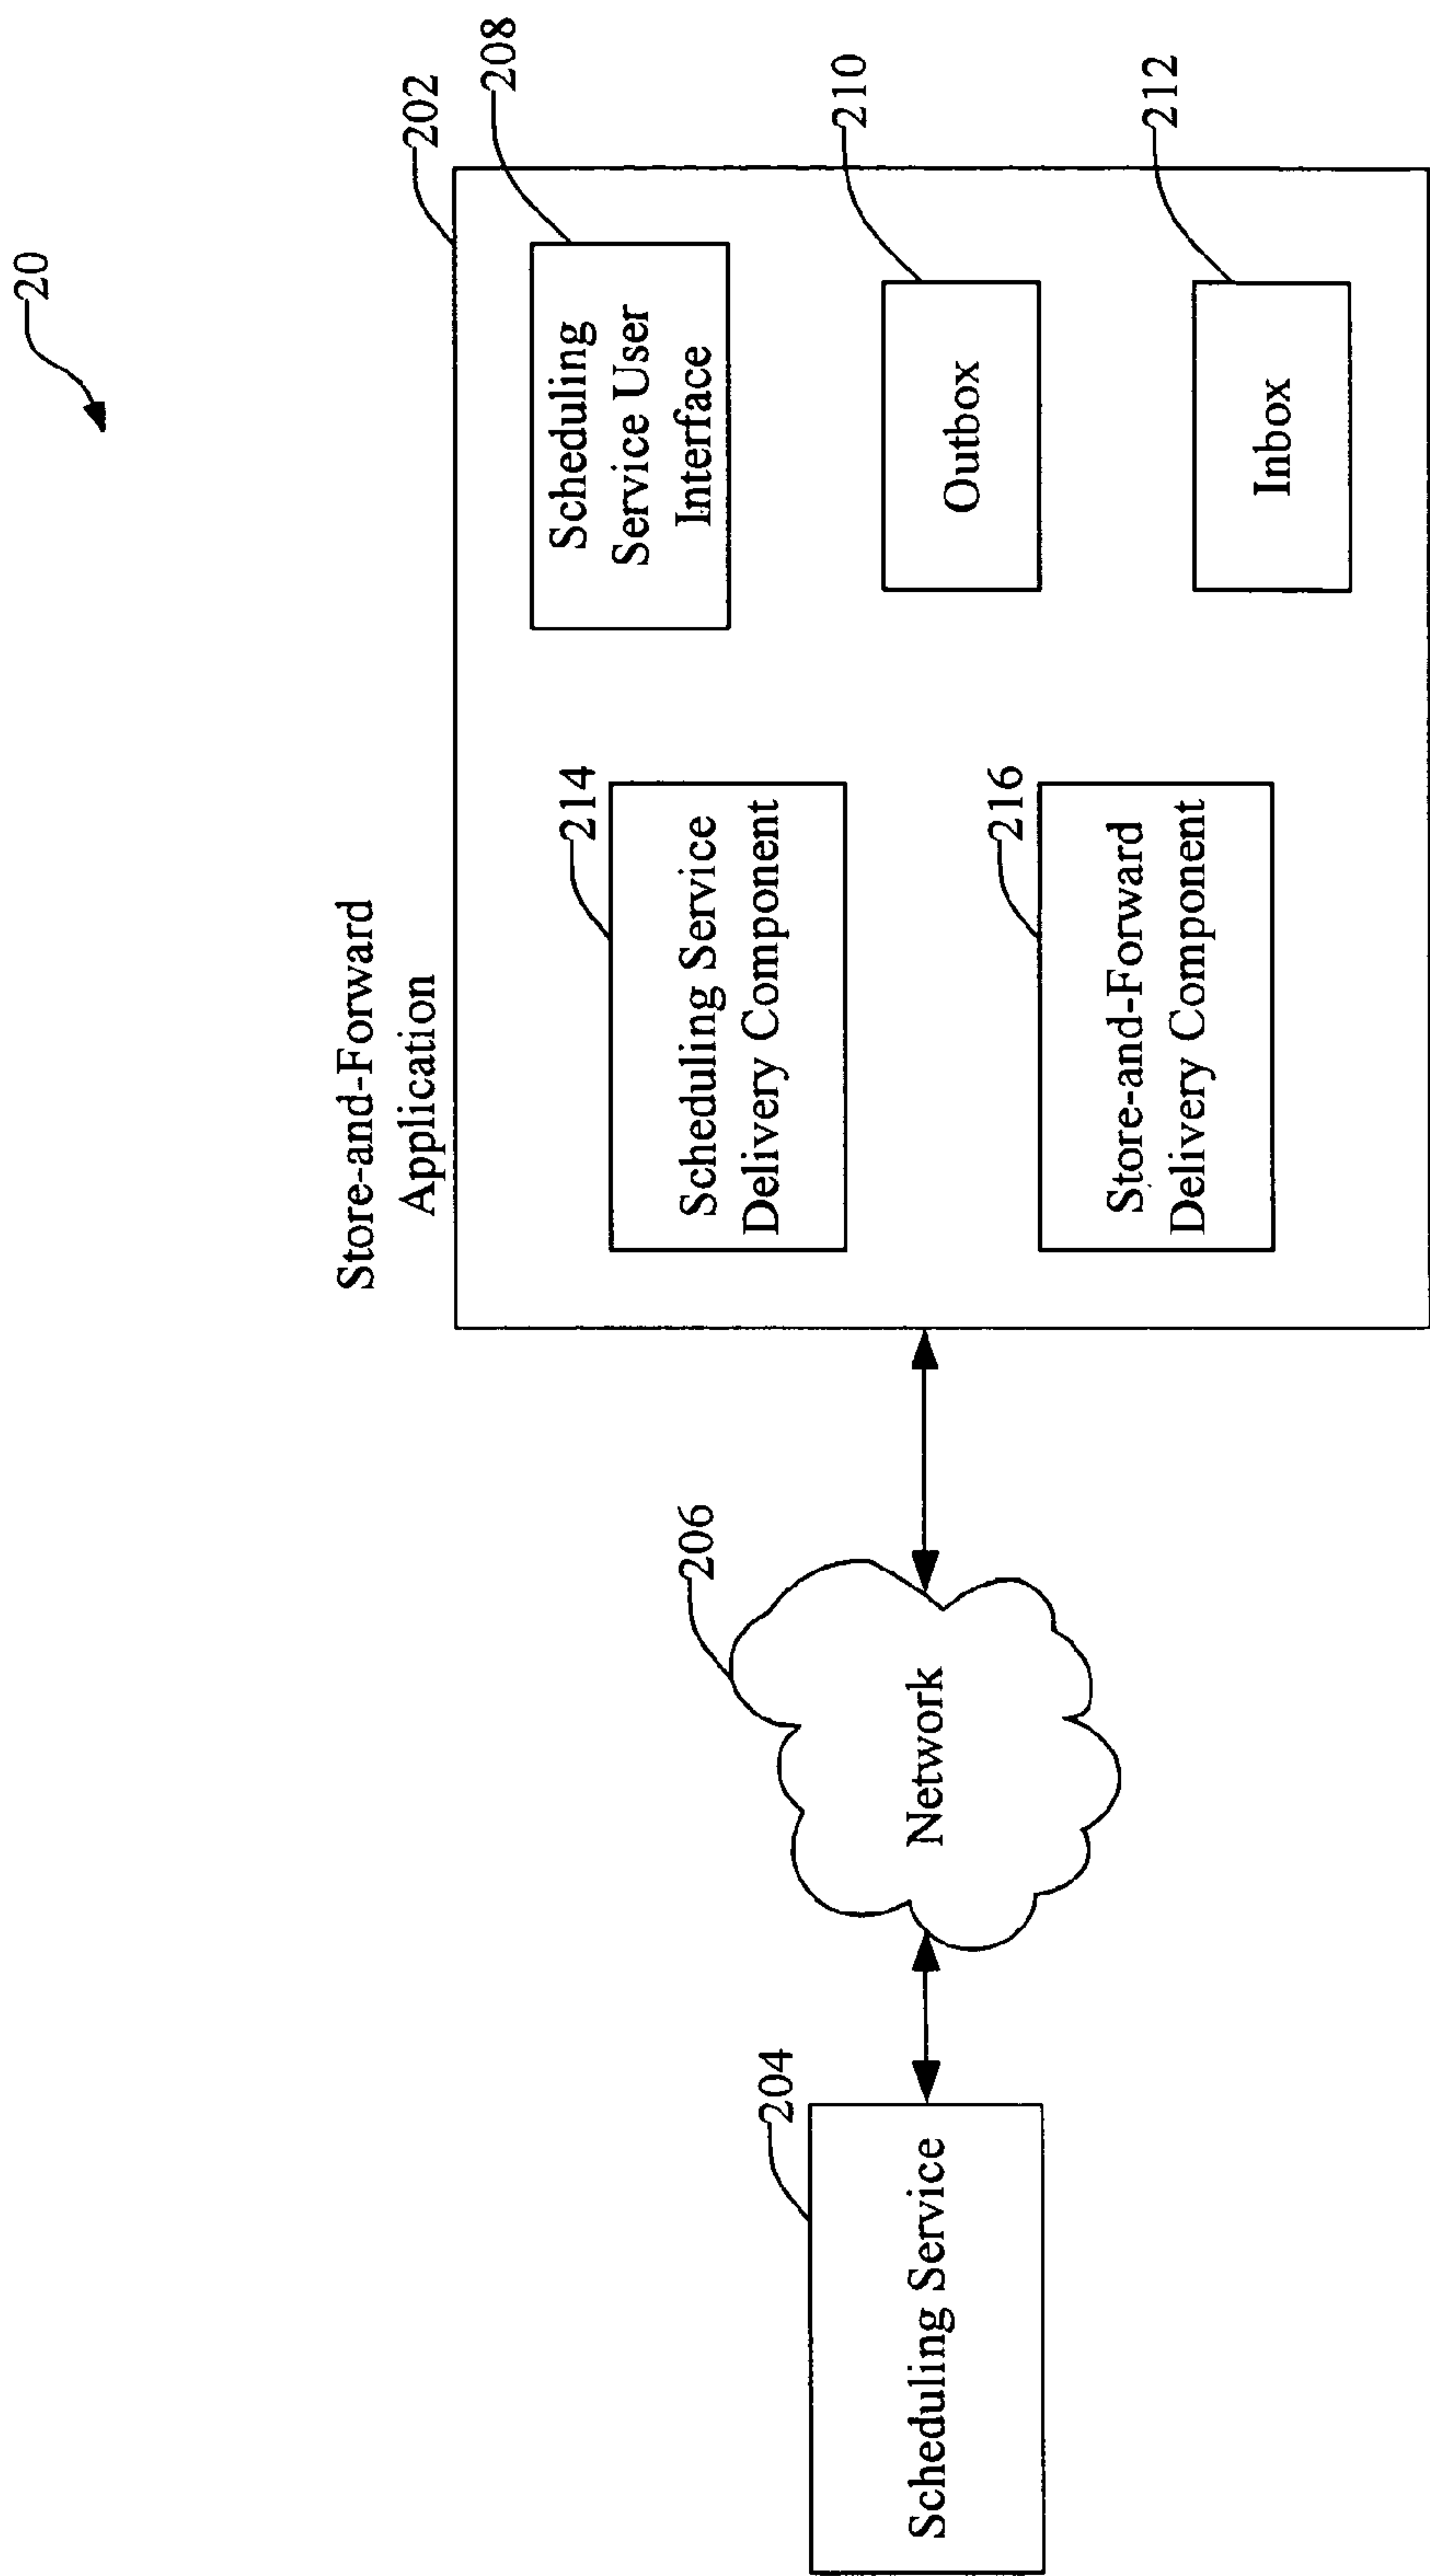 20
Store-and-Forward
Application
202
Scheduling Service
204
Network
206
Scheduling Service
Delivery Component
214
Scheduling
Service User
Interface
208
Store-and-Forward
Delivery Component
216
Outbox
210
Inbox
212